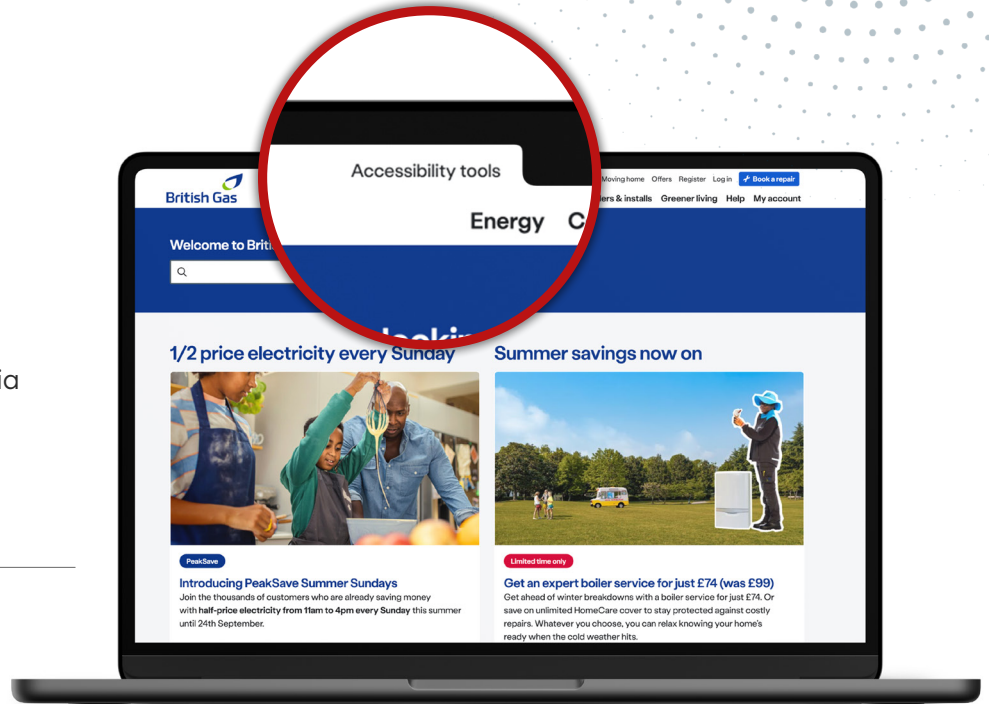 Accessibility tools
Energy C
Moving home Offers Register Log in Book a repair
British Gas
ers & installs Greener living Help My account
Welcome to Briti
lookin
ia
1/2 price electricity every Sunday
Summer savings now on
PeakSave
Introducing PeakSave Summer Sundays
Join the thousands of customers who are already saving money
with half-price electricity from 11am to 4pm every Sunday this summer
until 24th September.
Limited time only
Get an expert boiler service for just £74 (was £99)
Get ahead of winter breakdowns with a boiler service for just £74. Or
save on unlimited HomeCare cover to stay protected against costly
repairs. Whatever you choose, you can relax knowing your home's
ready when the cold weather hits.